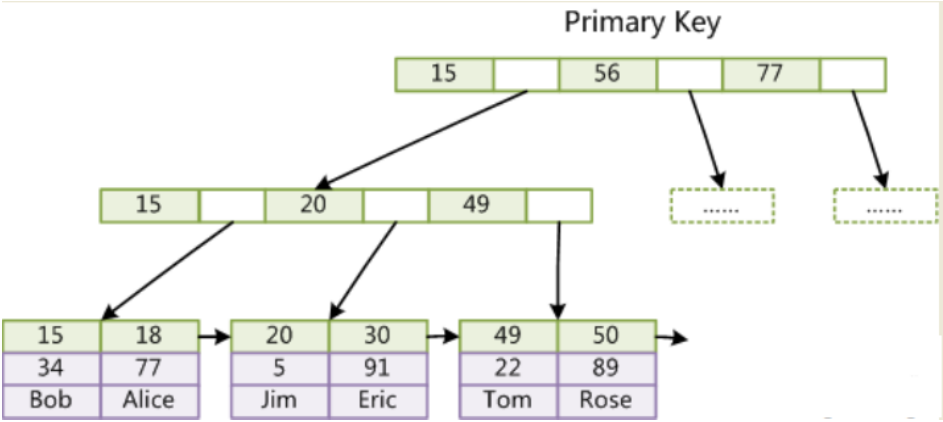 Primary Key
15 56 77
15 20 49
...... ......
15 18 20 30 49 50
34 77 5 91 22 89
Bob Alice Jim Eric Tom Rose